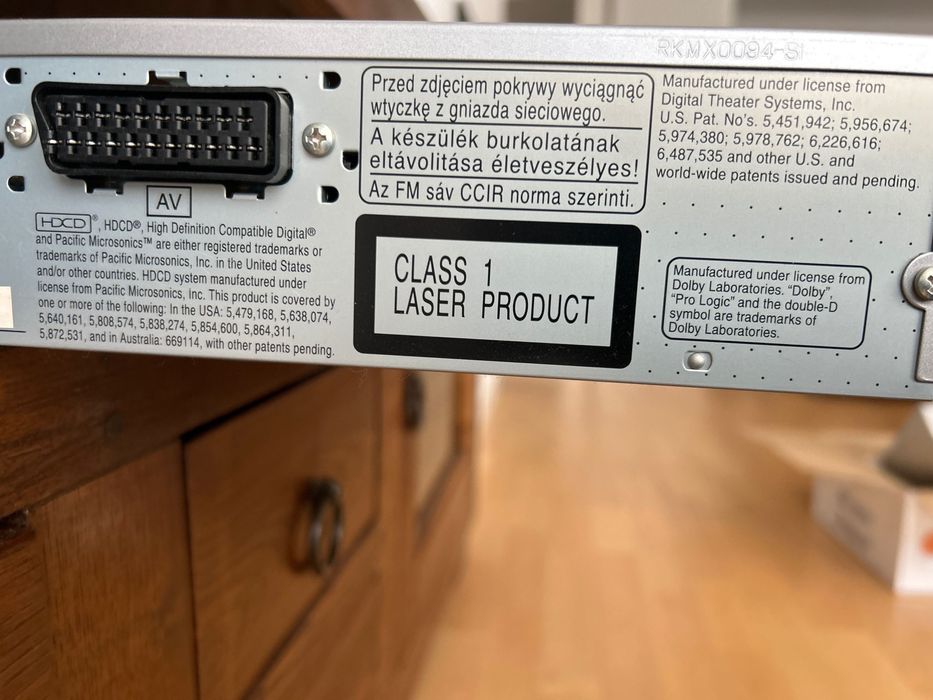 RKMX0094-SI
Przed zdjęciem pokrywy wyciągnąć
wtyczkę z gniazda sieciowego.
A készülék burkolatának
eltávolitása életveszélyes!
Az FM sáv CCIR norma szerinti.
Manufactured under license from
Digital Theater Systems, Inc.
U.S. Pat. No's. 5,451,942; 5,956,674;
5,974,380; 5,978,762; 6,226,616;
6,487,535 and other U.S. and
world-wide patents issued and pending.
AV
HDCD®, HDCD®, High Definition Compatible Digital®
and Pacific Microsonics™ are either registered trademarks or
trademarks of Pacific Microsonics, Inc. in the United States
and/or other countries. HDCD system manufactured under
license from Pacific Microsonics, Inc. This product is covered by
one or more of the following: In the USA: 5,479,168, 5,638,074,
5,640,161, 5,808,574, 5,838,274, 5,854,600, 5,864,311,
5,872,531, and in Australia: 669114, with other patents pending.
CLASS 1
LASER PRODUCT
Manufactured under license from
Dolby Laboratories. “Dolby”,
“Pro Logic” and the double-D
symbol are trademarks of
Dolby Laboratories.